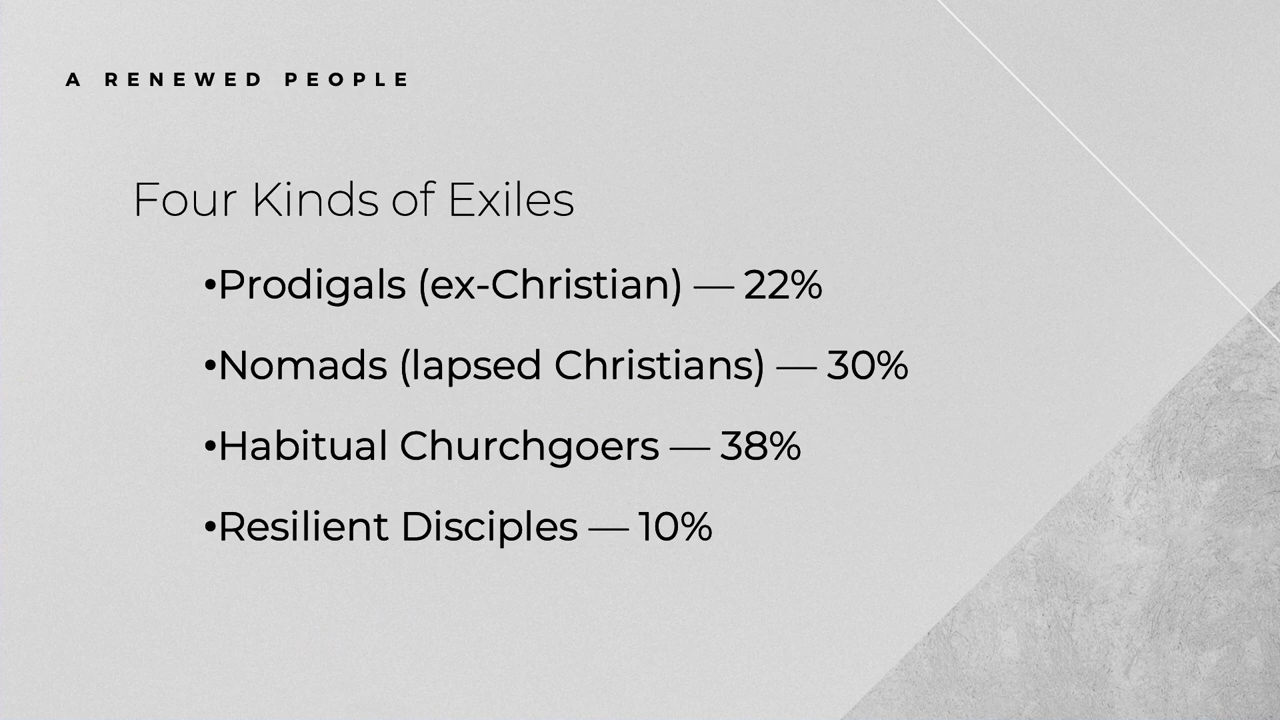 A RENEWED PEOPLE
Four Kinds of Exiles
•Prodigals (ex-Christian) — 22%
•Nomads (lapsed Christians) — 30%
•Habitual Churchgoers — 38%
•Resilient Disciples — 10%